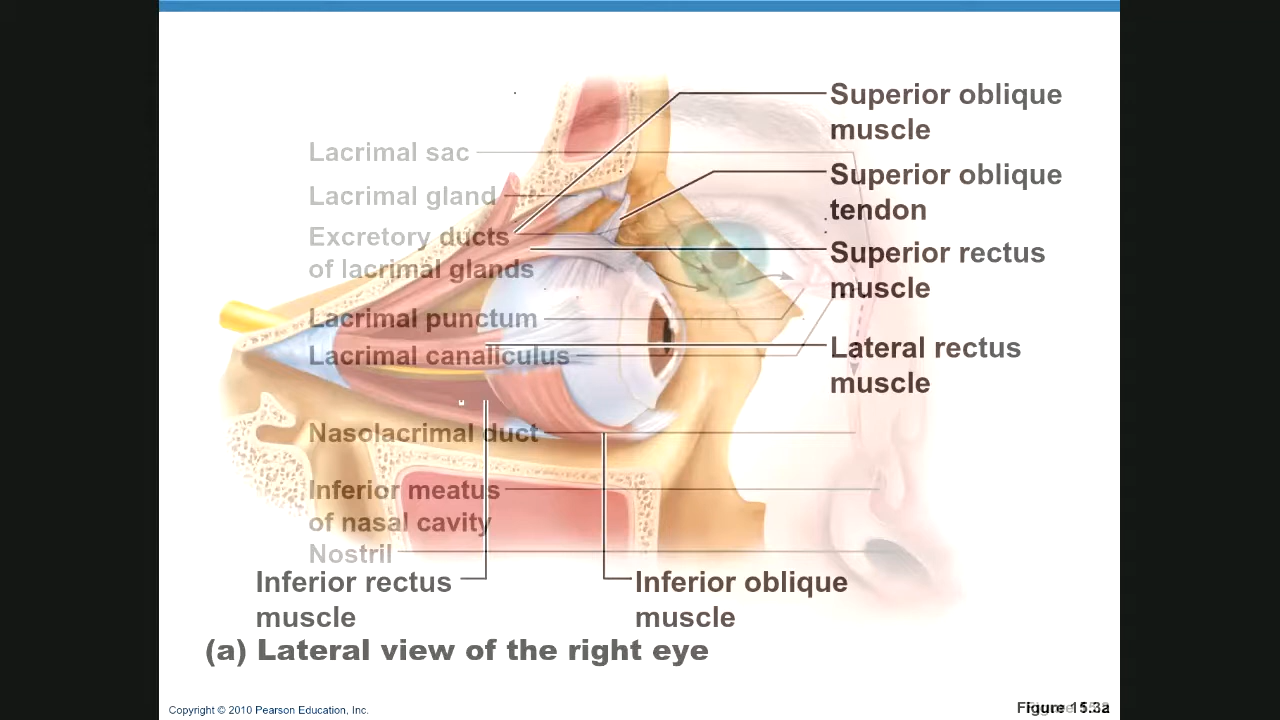 Superior oblique
muscle
Lacrimal sac
Superior oblique
tendon
Lacrimal gland
Excretory ducts
of lacrimal glands
Superior rectus
muscle
Lacrimal punctum
Lacrimal canaliculus
Lateral rectus
muscle
Nasolacrimal duct
Inferior meatus
of nasal cavity
Nostril
Inferior rectus
muscle
Inferior oblique
muscle
(a) Lateral view of the right eye
Copyright © 2010 Pearson Education, Inc.
Figure 15.3a